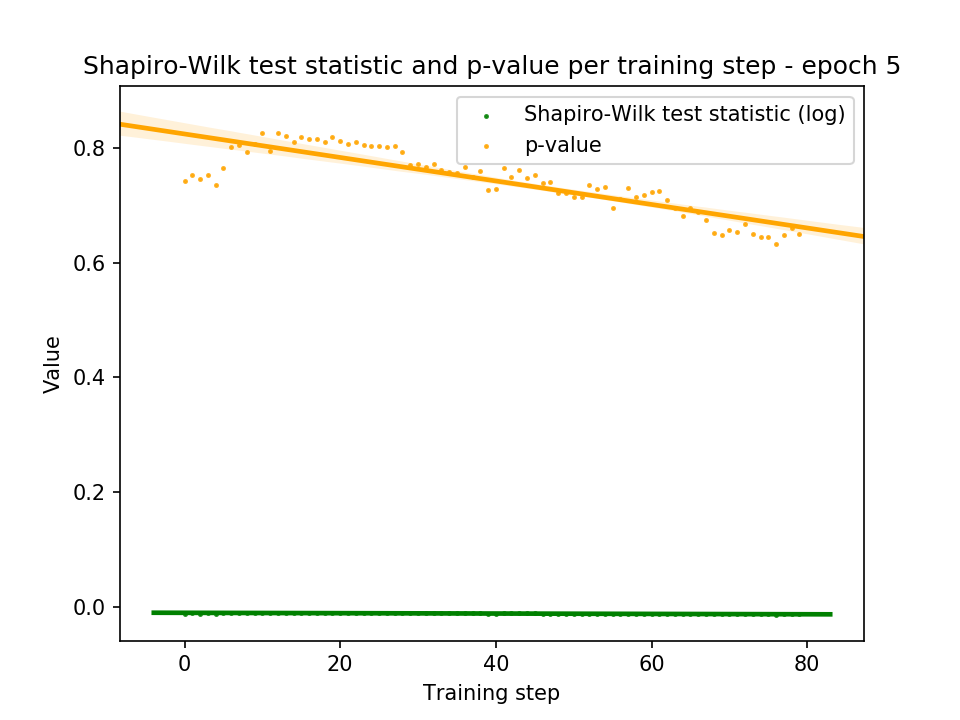 Shapiro-Wilk test statistic and p-value per training step - epoch 5
Shapiro-Wilk test statistic (log)
p-value
Value
0.8
0.6
0.4
0.2
0.0
0 20 40 60 80
Training step